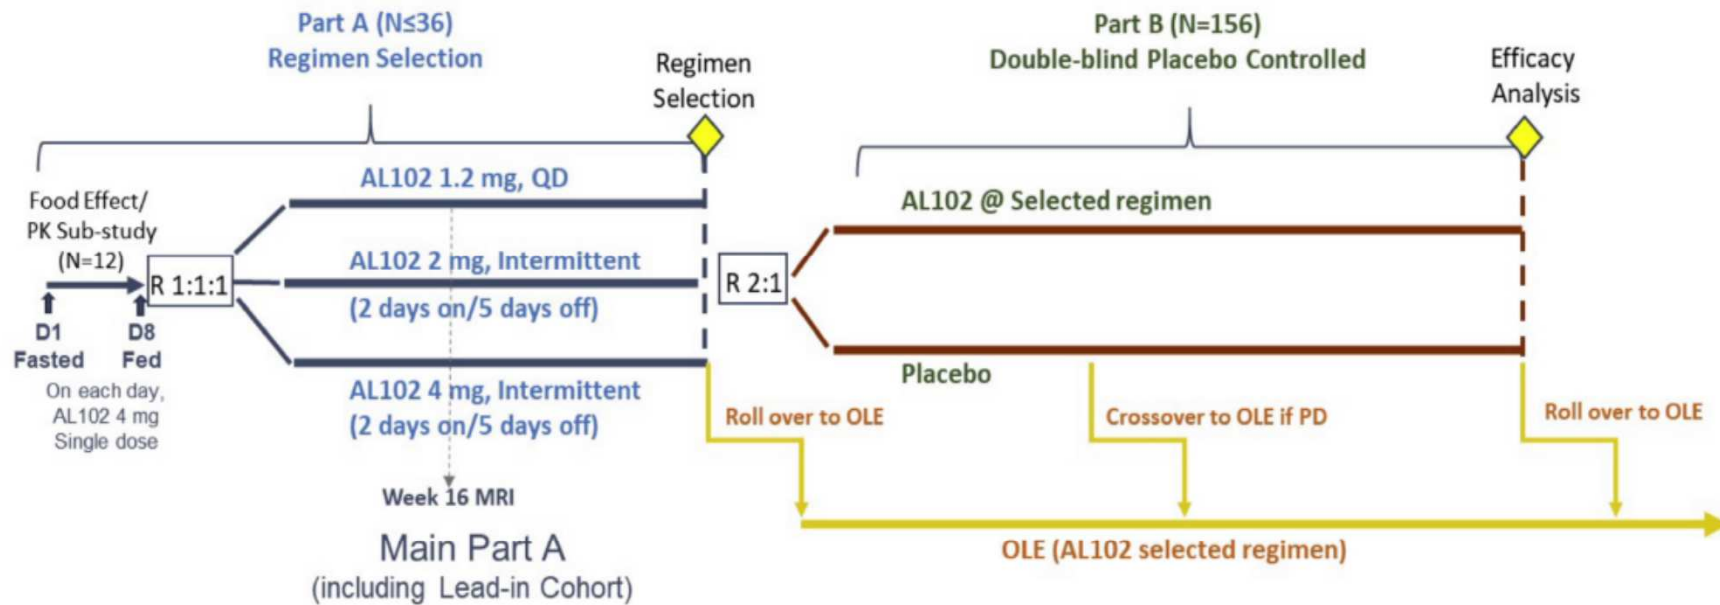 Part A (N≤36)
Regimen Selection
Regimen
Selection
Part B (N=156)
Double-blind Placebo Controlled
Efficacy
Analysis
Food Effect/
PK Sub-study
(N=12)
D1
Fasted
D8
Fed
On each day,
AL102 4 mg
Single dose
R 1:1:1
AL102 1.2 mg, QD
AL102 2 mg, Intermittent
(2 days on/5 days off)
AL102 4 mg, Intermittent
(2 days on/5 days off)
Week 16 MRI
Main Part A
(including Lead-in Cohort)
R 2:1
AL102 @ Selected regimen
Placebo
Roll over to OLE
Crossover to OLE if PD
Roll over to OLE
OLE (AL102 selected regimen)